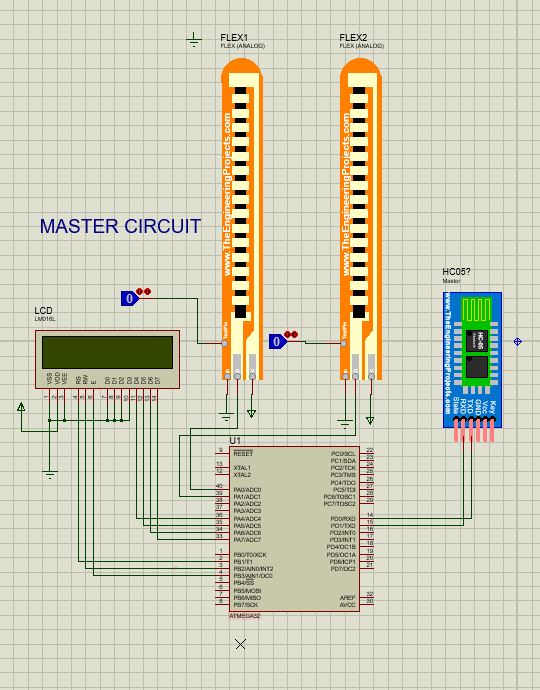 FLEX1
FLEX (ANALOG)
FLEX2
FLEX (ANALOG)
www.TheEngineeringProjects.com
www.TheEngineeringProjects.com
MASTER CIRCUIT
HC05?
Master
www.TheEngineeringProjects.com
HC-05
State
RXD
TXD
GND
Vcc
Key
0
0
TestPin
TestPin
LCD
LM016L
VSS
VDD
VEE
RS
RW
E
D0
D1
D2
D3
D4
D5
D6
D7
1
2
3
4
5
6
7
8
9
10
11
12
13
14
U1
9 RESET
13 XTAL1
12 XTAL2
40 PA0/ADC0
39 PA1/ADC1
38 PA2/ADC2
37 PA3/ADC3
36 PA4/ADC4
35 PA5/ADC5
34 PA6/ADC6
33 PA7/ADC7
1 PB0/T0/XCK
2 PB1/T1
3 PB2/AIN0/INT2
4 PB3/AIN1/OC0
5 PB4/SS
6 PB5/MOSI
7 PB6/MISO
8 PB7/SCK
PC0/SCL 22
PC1/SDA 23
PC2/TCK 24
PC3/TMS 25
PC4/TDO 26
PC5/TDI 27
PC6/TOSC1 28
PC7/TOSC2 29
PD0/RXD 14
PD1/TXD 15
PD2/INT0 16
PD3/INT1 17
PD4/OC1B 18
PD5/OC1A 19
PD6/ICP1 20
PD7/OC2 21
AREF 32
AVCC 30
ATMEGA32